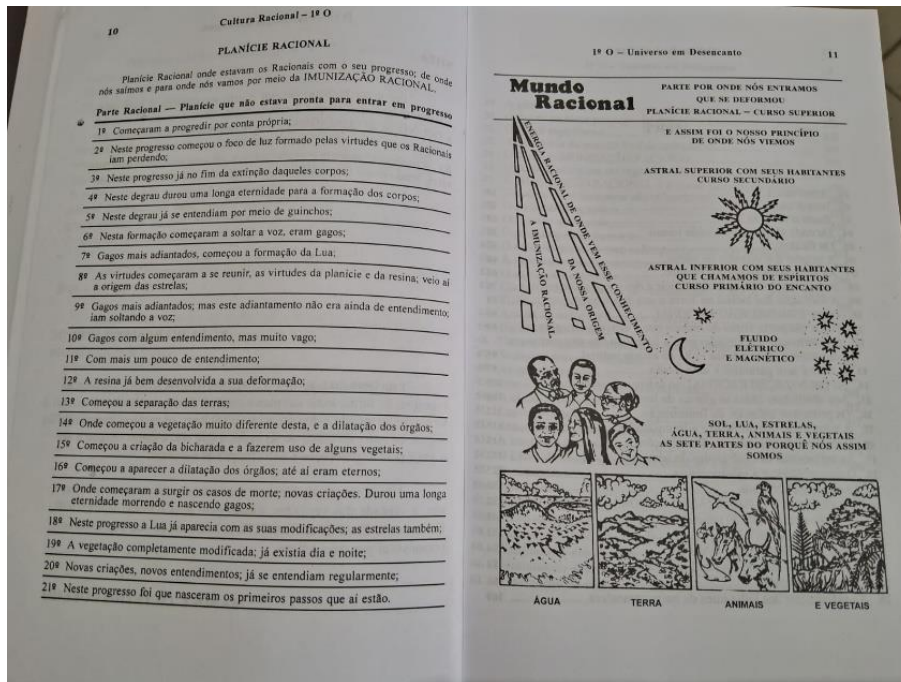 10
Cultura Racional – 1º O
PLANÍCIE RACIONAL
Planície Racional onde estavam os Racionais com o seu progresso; de onde
nós saímos e para onde nós vamos por meio da IMUNIZAÇÃO RACIONAL.
Parte Racional — Planície que não estava pronta para entrar em progresso
1º Começaram a progredir por conta própria;
2º Neste progresso começou o foco de luz formado pelas virtudes que os Racionais
iam perdendo;
3º Neste progresso já no fim da extinção daqueles corpos;
4º Neste degrau durou uma longa eternidade para a formação dos corpos;
5º Neste degrau já se entendiam por meio de guinchos;
6º Nesta formação começaram a soltar a voz, eram gagos;
7º Gagos mais adiantados, começou a formação da Lua;
8º As virtudes começaram a se reunir, as virtudes da planície e da resina; veio aí
a origem das estrelas;
9º Gagos mais adiantados; mas este adiantamento não era ainda de entendimento;
iam soltando a voz;
10º Gagos com algum entendimento, mas muito vago;
11º Com mais um pouco de entendimento;
12º A resina já bem desenvolvida a sua deformação;
13º Começou a separação das terras;
14º Onde começou a vegetação muito diferente desta, e a dilatação dos órgãos;
15º Começou a criação da bicharada e a fazerem uso de alguns vegetais;
16º Começou a aparecer a dilatação dos órgãos; até aí eram eternos;
17º Onde começaram a surgir os casos de morte; novas criações. Durou uma longa
eternidade morrendo e nascendo gagos;
18º Neste progresso a Lua já aparecia com as suas modificações; as estrelas também;
19º A vegetação completamente modificada; já existia dia e noite;
20º Novas criações, novos entendimentos; já se entendiam regularmente;
21º Neste progresso foi que nasceram os primeiros passos que aí estão.
1º O – Universo em Desencanto
11
Mundo
Racional
PARTE POR ONDE NÓS ENTRAMOS
QUE SE DEFORMOU
PLANÍCIE RACIONAL – CURSO SUPERIOR
E ASSIM FOI O NOSSO PRINCÍPIO
DE ONDE NÓS VIEMOS
ENERGIA RACIONAL DE ONDE VEM ESSE CONHECIMENTO
A IMUNIZAÇÃO RACIONAL
DA NOSSA ORIGEM
ASTRAL SUPERIOR COM SEUS HABITANTES
CURSO SECUNDÁRIO
ASTRAL INFERIOR COM SEUS HABITANTES
QUE CHAMAMOS DE ESPÍRITOS
CURSO PRIMÁRIO DO ENCANTO
FLUIDO
ELÉTRICO
E MAGNÉTICO
SOL, LUA, ESTRELAS,
ÁGUA, TERRA, ANIMAIS E VEGETAIS
AS SETE PARTES DO PORQUÊ NÓS ASSIM
SOMOS
ÁGUA
TERRA
ANIMAIS
E VEGETAIS